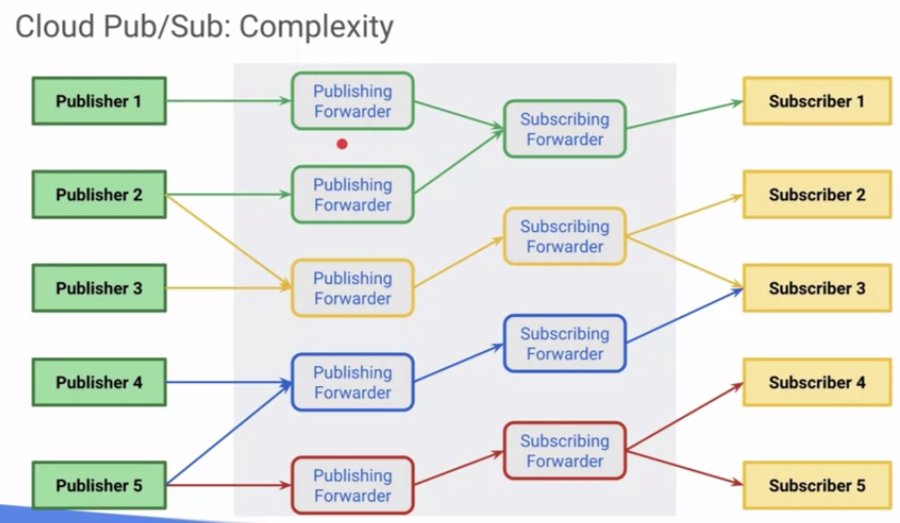 Cloud Pub/Sub: Complexity
Publisher 1
Publishing
Forwarder
Subscribing
Forwarder
Subscriber 1
Publisher 2
Publishing
Forwarder
Subscribing
Forwarder
Subscriber 2
Publisher 3
Publishing
Forwarder
Subscriber 3
Publisher 4
Publishing
Forwarder
Subscribing
Forwarder
Subscriber 4
Publisher 5
Publishing
Forwarder
Subscribing
Forwarder
Subscriber 5